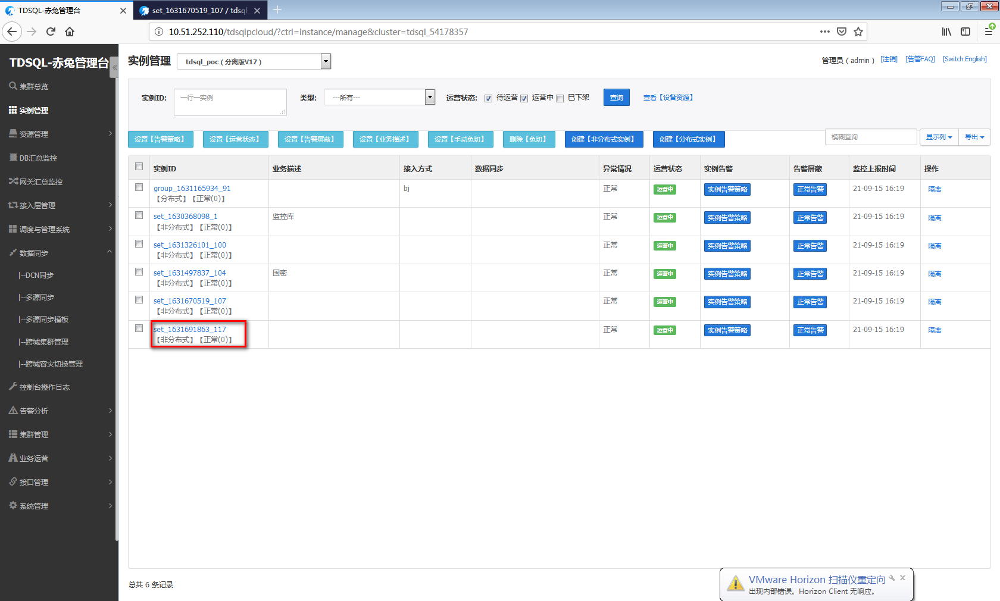 TDSQL-赤兔管理台
set_1631670519_107 / tdsql_
10.51.252.110/tdsqlpcloud/?ctrl=instance/manage&cluster=tdsql_54178357
TDSQL-赤兔管理台
集群总览
实例管理
资源管理
DB汇总监控
网关汇总监控
接入层管理
调度与管理系统
数据同步
|--DCN同步
|--多源同步
|--多源同步模板
|--跨城集群管理
|--跨城容灾切换管理
控制台操作日志
告警分析
集群管理
业务运营
接口管理
系统管理
实例管理 tdsql_poc ( 分离版V17 )
管理员 ( admin ) [注销] [告警FAQ] [Switch English]
实例ID: 一行一实例 类型: ---所有--- 运营状态: 待运营 运营中 已下架 查询 查看【设备资源】
设置【告警策略】 设置【运营状态】 设置【告警屏蔽】 设置【业务描述】 设置【手动免切】 删除【免切】 创建【非分布式实例】 创建【分布式实例】 模糊查询 显示列 导出
实例ID 业务描述 接入方式 数据同步 异常情况 运营状态 实例告警 告警屏蔽 监控上报时间 操作
group_1631165934_91 bj 正常 运营中 实例告警策略 正常告警 21-09-15 16:19 隔离
【分布式】【正常(0)】
set_1630368098_1 监控库 正常 运营中 实例告警策略 正常告警 21-09-15 16:19 隔离
【非分布式】【正常(0)】
set_1631326101_100 正常 运营中 实例告警策略 正常告警 21-09-15 16:19 隔离
【非分布式】【正常(0)】
set_1631497837_104 国密 正常 运营中 实例告警策略 正常告警 21-09-15 16:19 隔离
【非分布式】【正常(0)】
set_1631670519_107 正常 运营中 实例告警策略 正常告警 21-09-15 16:19 隔离
【非分布式】【正常(0)】
set_1631691863_117 正常 运营中 实例告警策略 正常告警 21-09-15 16:19 隔离
【非分布式】【正常(0)】
总共 6 条记录
VMware Horizon 扫描仪重定向
出现内部错误。Horizon Client 无响应。